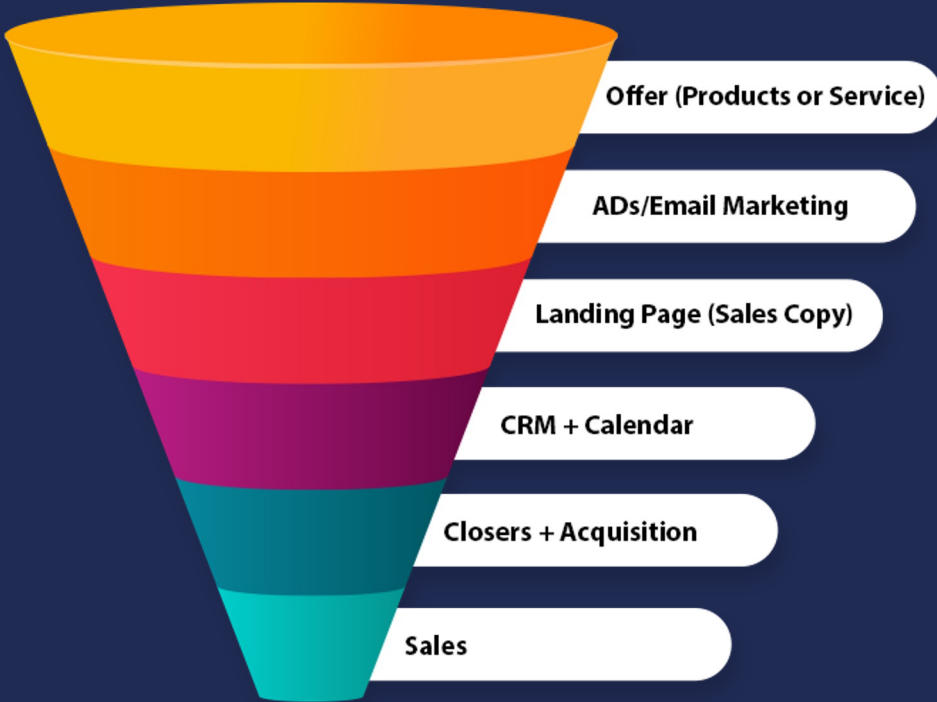 Offer (Products or Service)
ADs/Email Marketing
Landing Page (Sales Copy)
CRM + Calendar
Closers + Acquisition
Sales